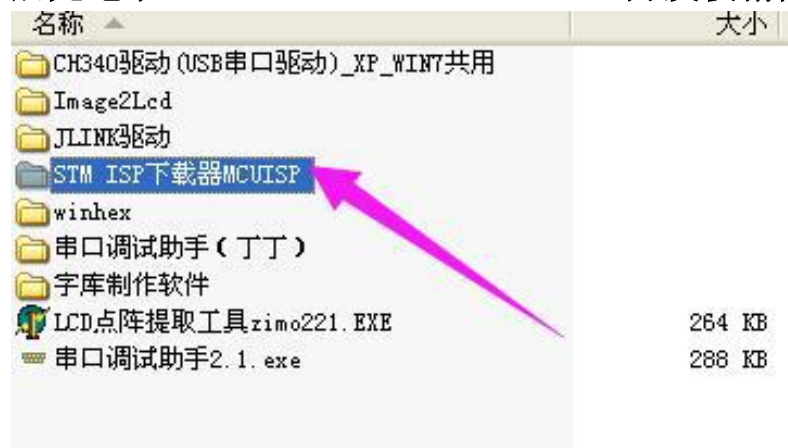 名称 大小
CH340驱动(USB串口驱动)_XP_WIN7共用
Image2Lcd
JLINK驱动
STM ISP下载器MCUISP
winhex
串口调试助手(丁丁)
字库制作软件
LCD点阵提取工具zimo221.EXE 264 KB
串口调试助手2.1.exe 288 KB